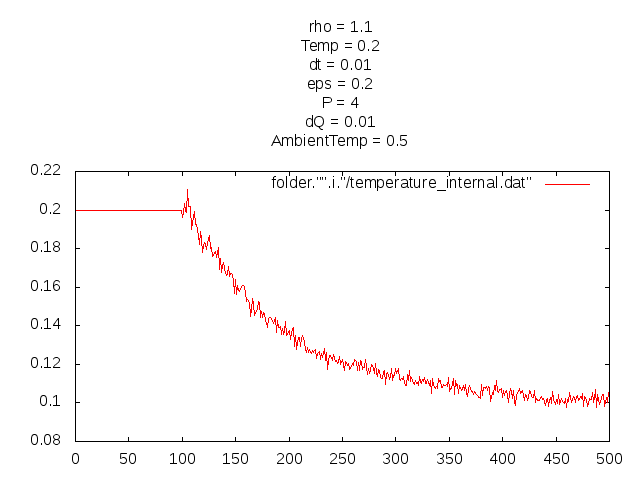 rho = 1.1
Temp = 0.2
dt = 0.01
eps = 0.2
P = 4
dQ = 0.01
AmbientTemp = 0.5
folder."".i."/temperature_internal.dat"
0.22
0.2
0.18
0.16
0.14
0.12
0.1
0.08
0 50 100 150 200 250 300 350 400 450 500